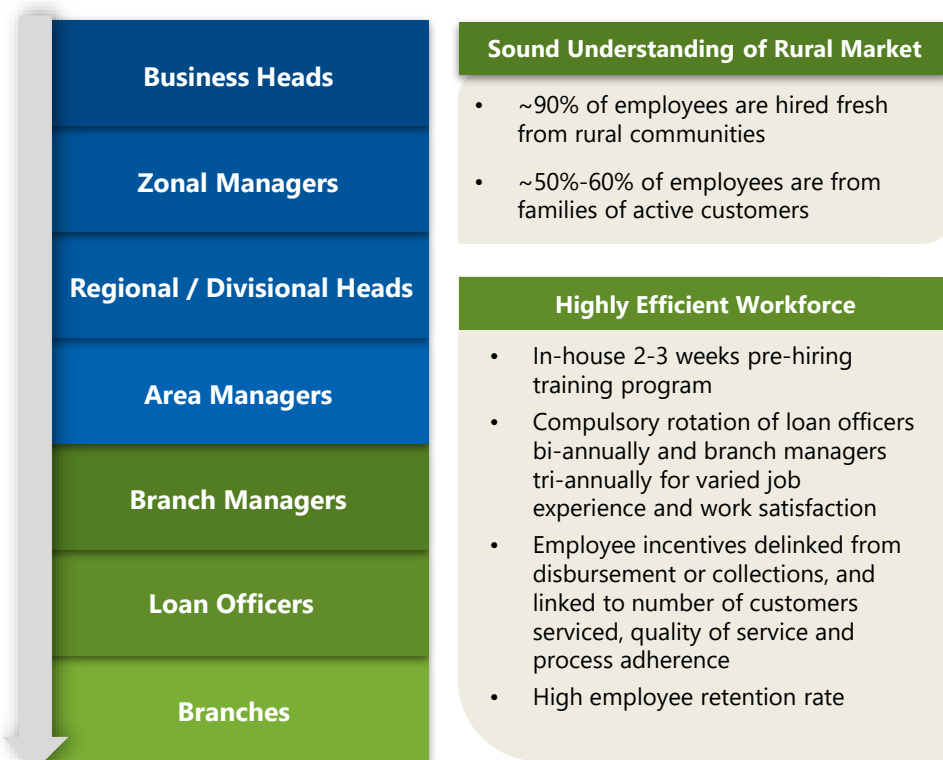 Business Heads
Zonal Managers
Regional / Divisional Heads
Area Managers
Branch Managers
Loan Officers
Branches
Sound Understanding of Rural Market
• ~90% of employees are hired fresh
from rural communities
• ~50%-60% of employees are from
families of active customers
Highly Efficient Workforce
• In-house 2-3 weeks pre-hiring
training program
• Compulsory rotation of loan officers
bi-annually and branch managers
tri-annually for varied job
experience and work satisfaction
• Employee incentives delinked from
disbursement or collections, and
linked to number of customers
serviced, quality of service and
process adherence
• High employee retention rate